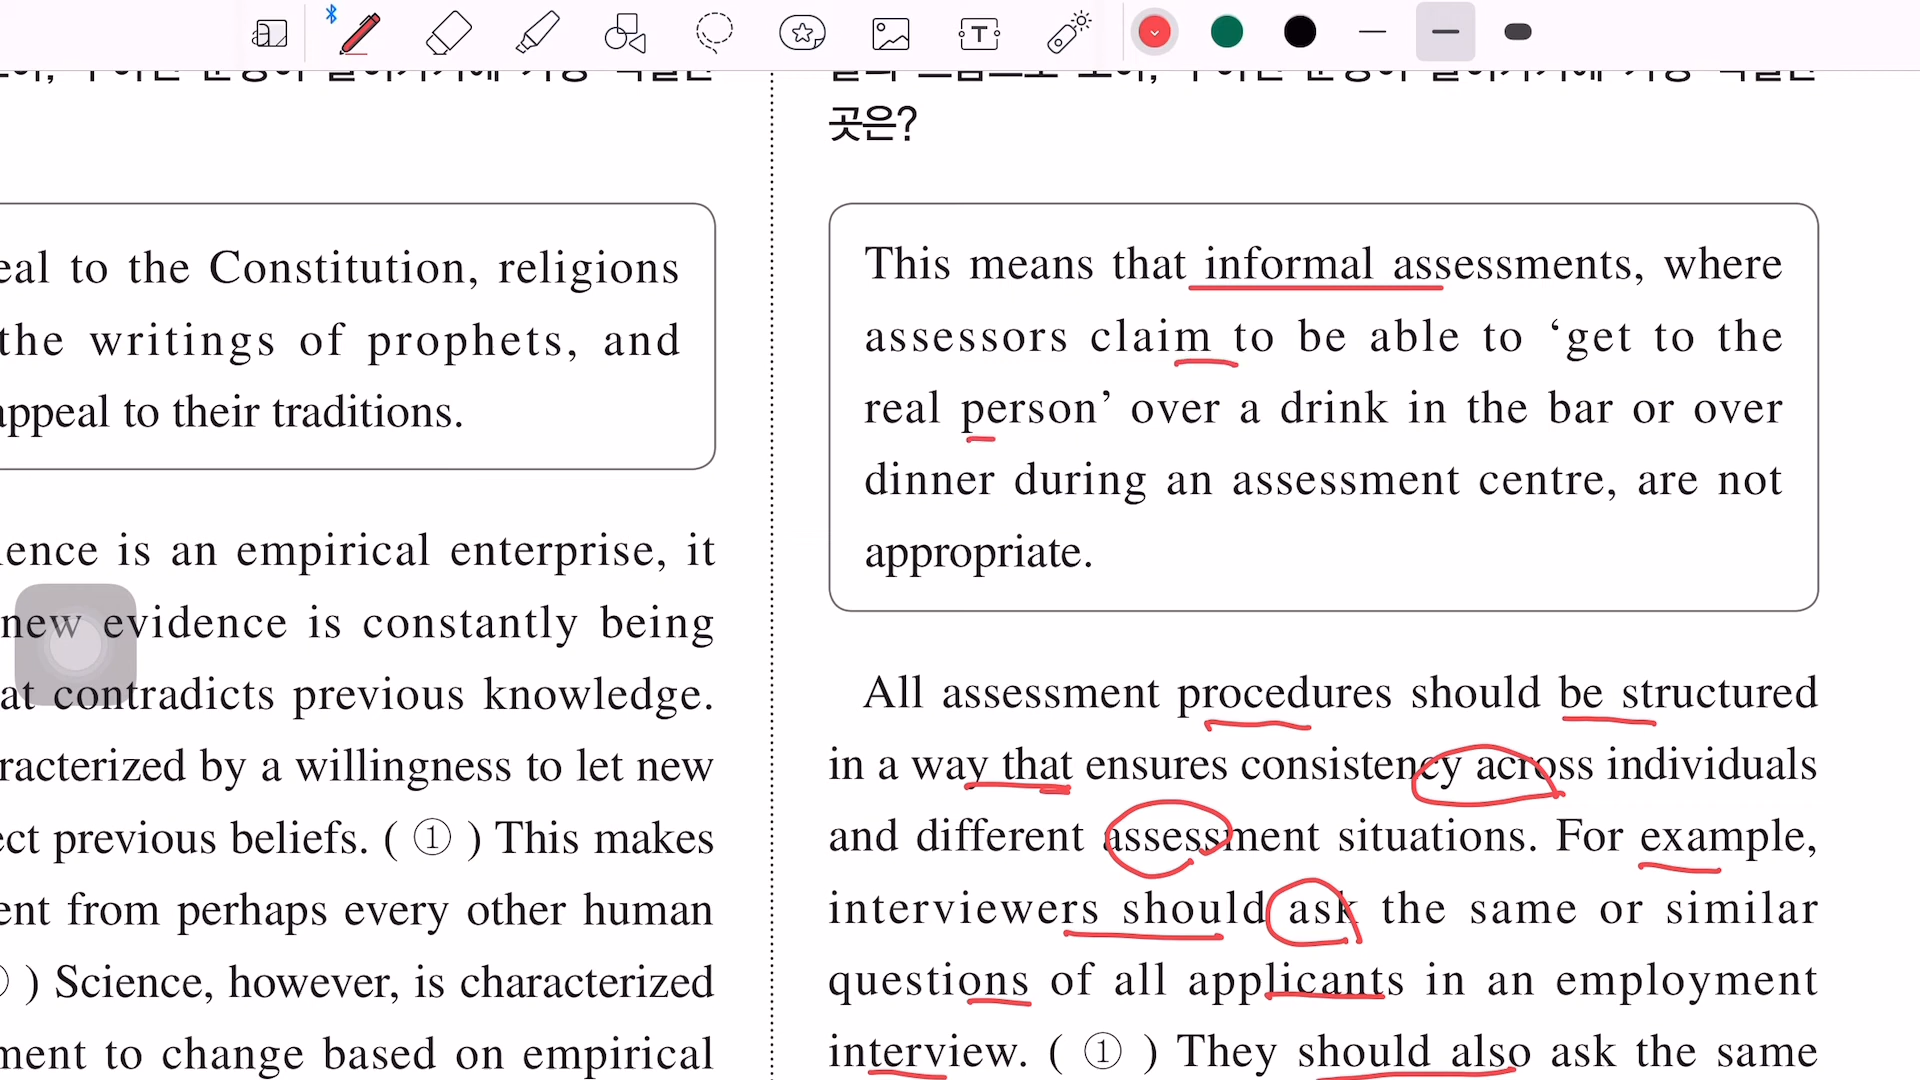 곳은?
eal to the Constitution, religions
the writings of prophets, and
appeal to their traditions.
ence is an empirical enterprise, it
new evidence is constantly being
at contradicts previous knowledge.
racterized by a willingness to let new
ect previous beliefs. ( ① ) This makes
ent from perhaps every other human
) Science, however, is characterized
ment to change based on empirical
This means that informal assessments, where
assessors claim to be able to ‘get to the
real person’ over a drink in the bar or over
dinner during an assessment centre, are not
appropriate.
All assessment procedures should be structured
in a way that ensures consistency across individuals
and different assessment situations. For example,
interviewers should ask the same or similar
questions of all applicants in an employment
interview. ( ① ) They should also ask the same